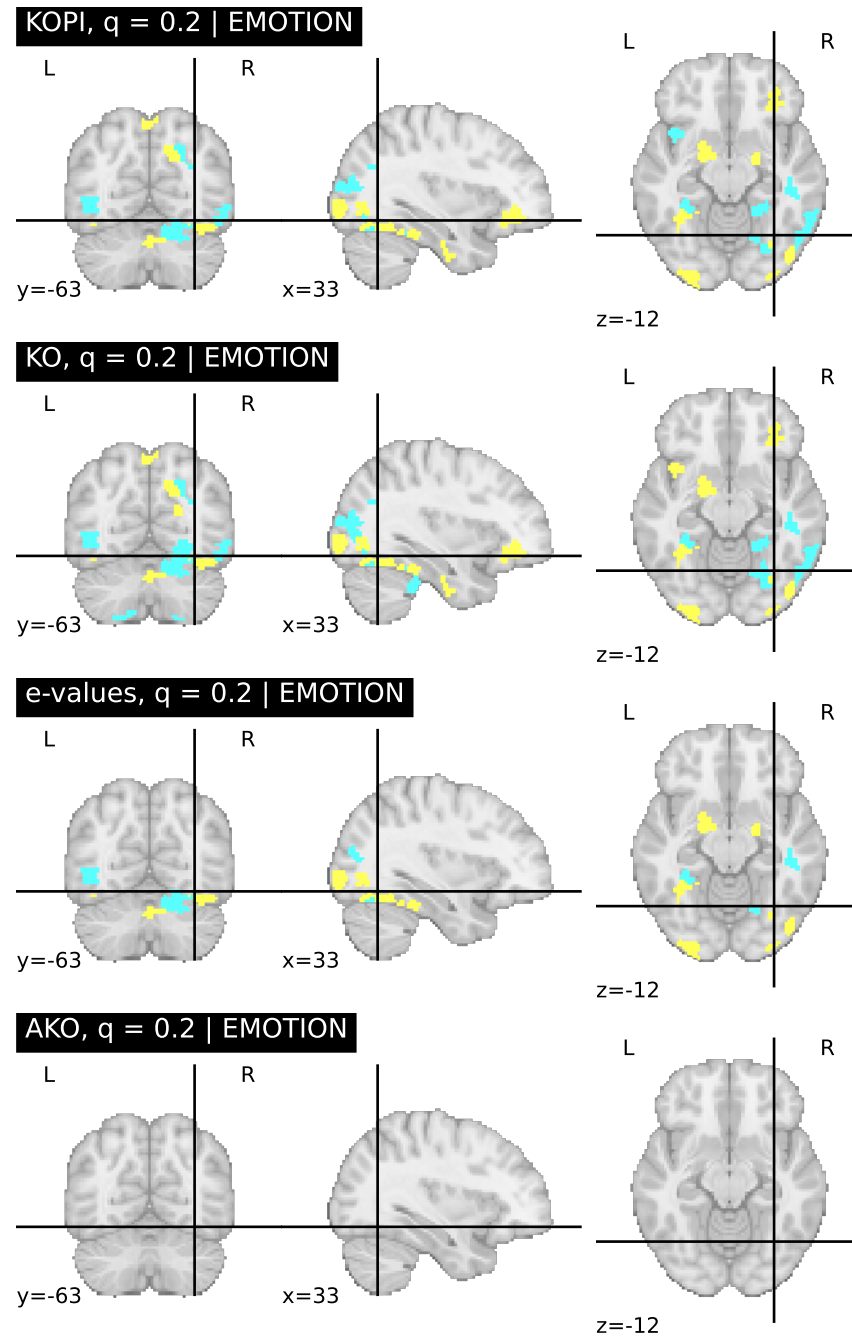 KOPI, q = 0.2 | EMOTION
L R L R
y=-63 x=33 z=-12
KO, q = 0.2 | EMOTION
L R L R
y=-63 x=33 z=-12
e-values, q = 0.2 | EMOTION
L R L R
y=-63 x=33 z=-12
AKO, q = 0.2 | EMOTION
L R L R
y=-63 x=33 z=-12